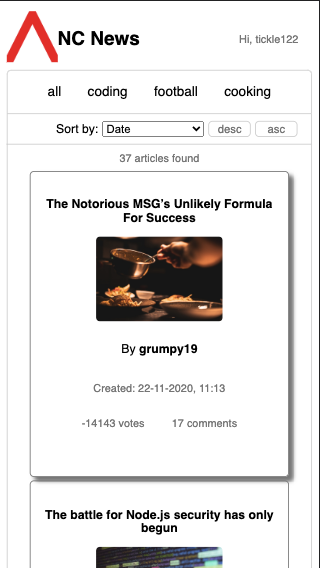 NC News
Hi, tickle122
all coding football cooking
Sort by: Date desc asc
37 articles found
The Notorious MSG's Unlikely Formula
For Success
By grumpy19
Created: 22-11-2020, 11:13
-14143 votes 17 comments
The battle for Node.js security has only
begun